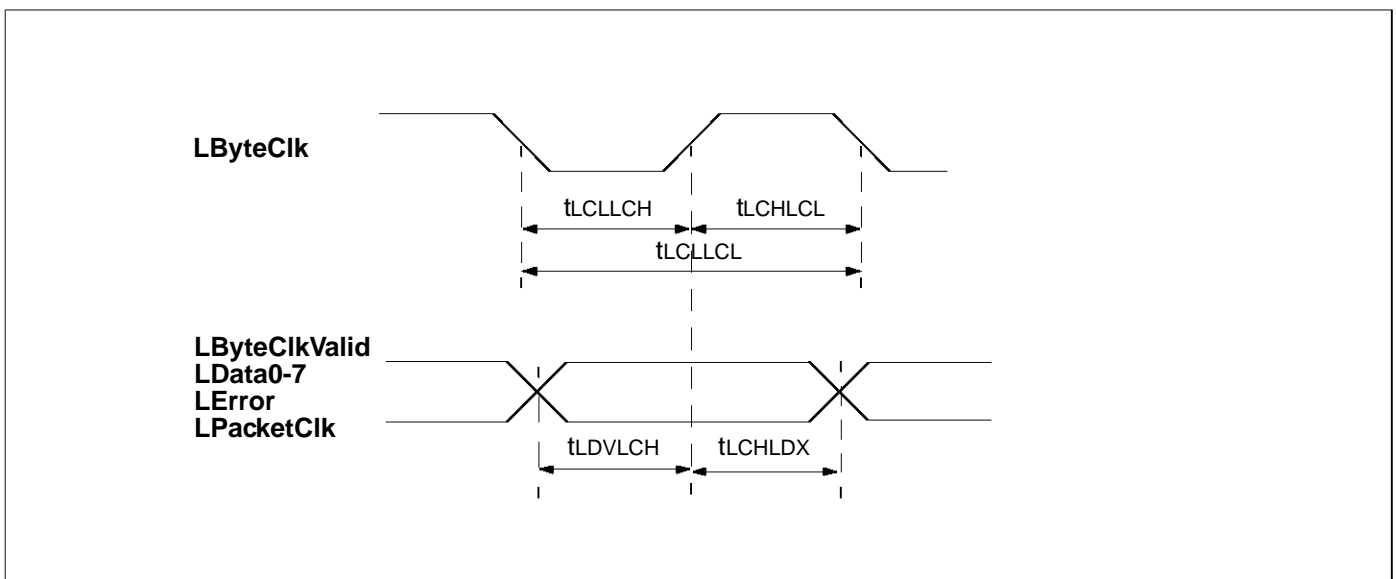 LByteClk
tLCLLCH
tLCHLCL
tLCLLCL
LByteClkValid
LData0-7
LError
LPacketClk
tLDVLCH
tLCHLDX